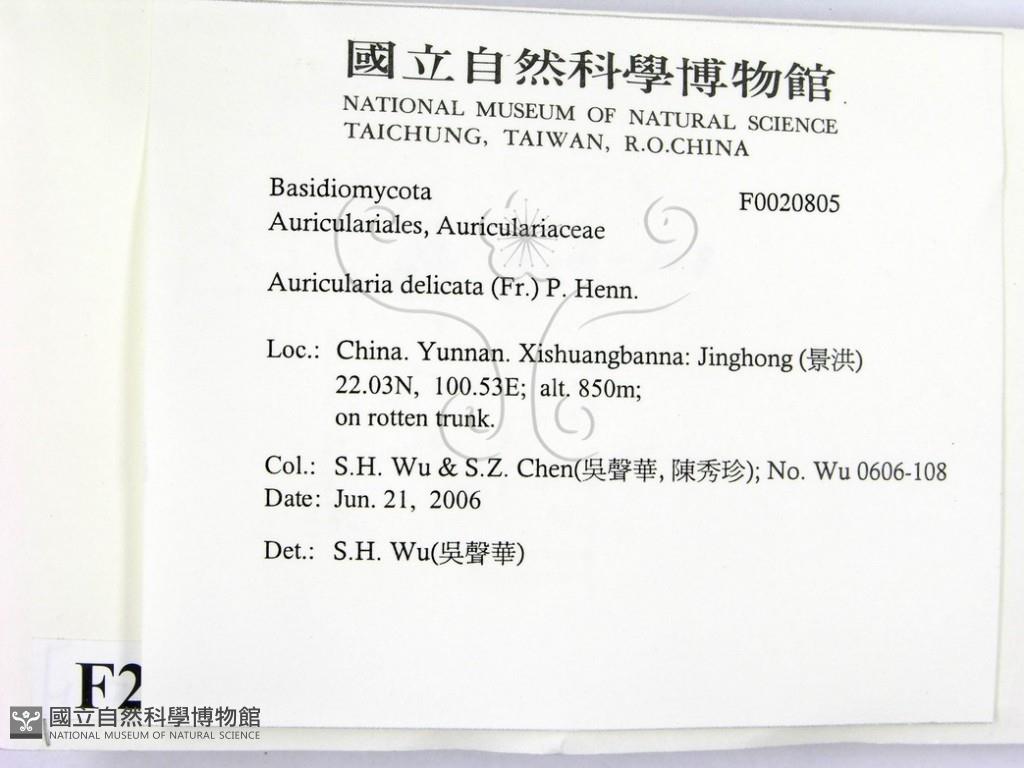 國立自然科學博物館
NATIONAL MUSEUM OF NATURAL SCIENCE
TAICHUNG, TAIWAN, R.O.CHINA
Basidiomycota F0020805
Auriculariales, Auriculariaceae
Auricularia delicata (Fr.) P. Henn.
Loc.: China. Yunnan. Xishuangbanna: Jinghong (景洪)
22.03N, 100.53E; alt. 850m;
on rotten trunk.
Col.: S.H. Wu & S.Z. Chen(吳聲華, 陳秀珍); No. Wu 0606-108
Date: Jun. 21, 2006
Det.: S.H. Wu(吳聲華)
F2
國立自然科學博物館
NATIONAL MUSEUM OF NATURAL SCIENCE